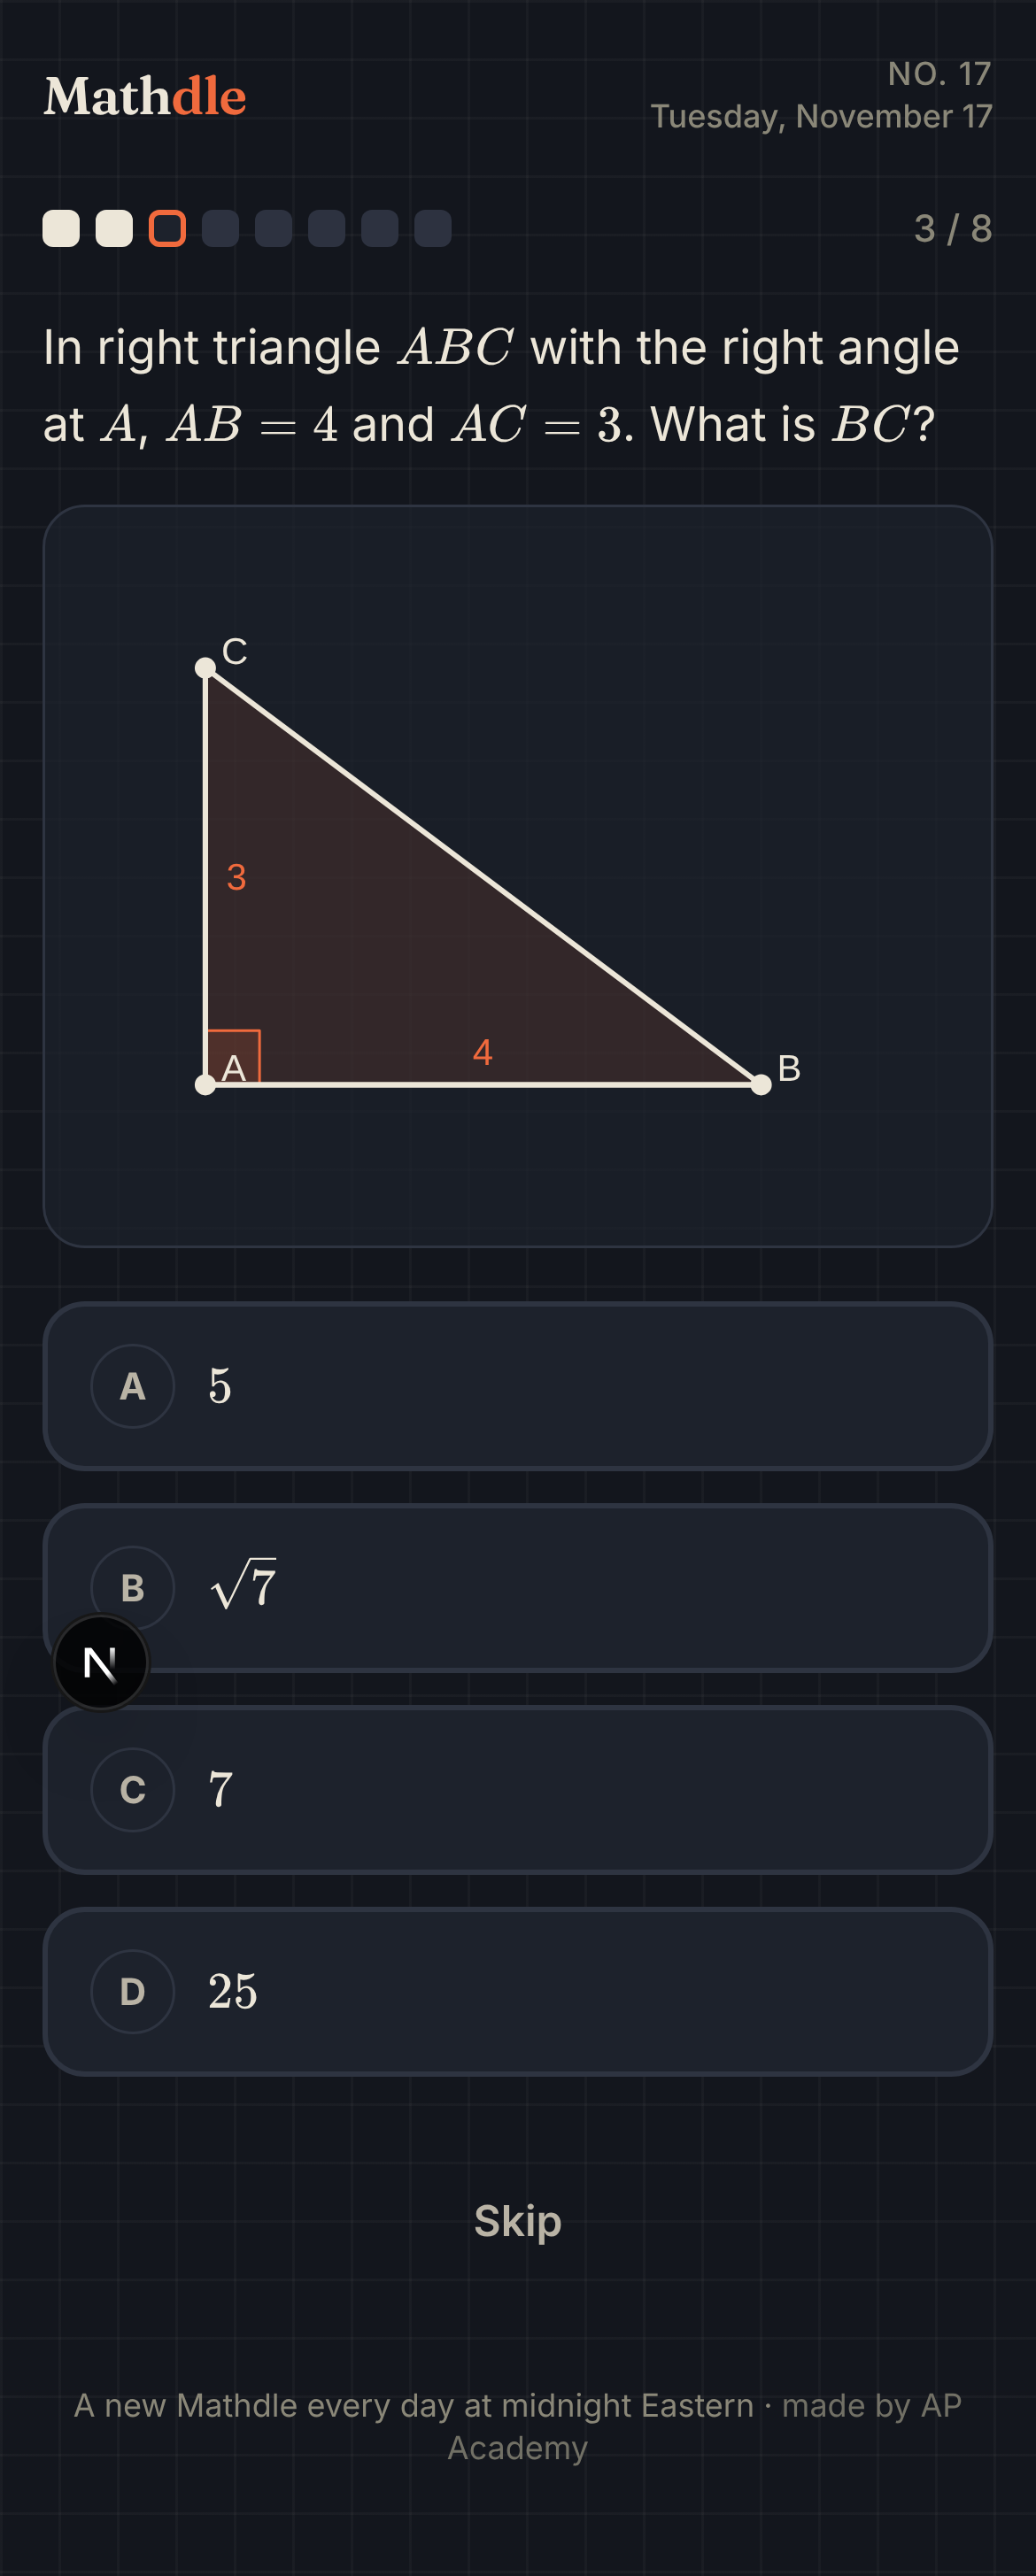 Mathdle
NO. 17
Tuesday, November 17
3 / 8
In right triangle ABC with the right angle
at A, AB = 4 and AC = 3. What is BC?
C
3
A
4
B
A 5
B √7
N
C 7
D 25
Skip
A new Mathdle every day at midnight Eastern · made by AP
Academy